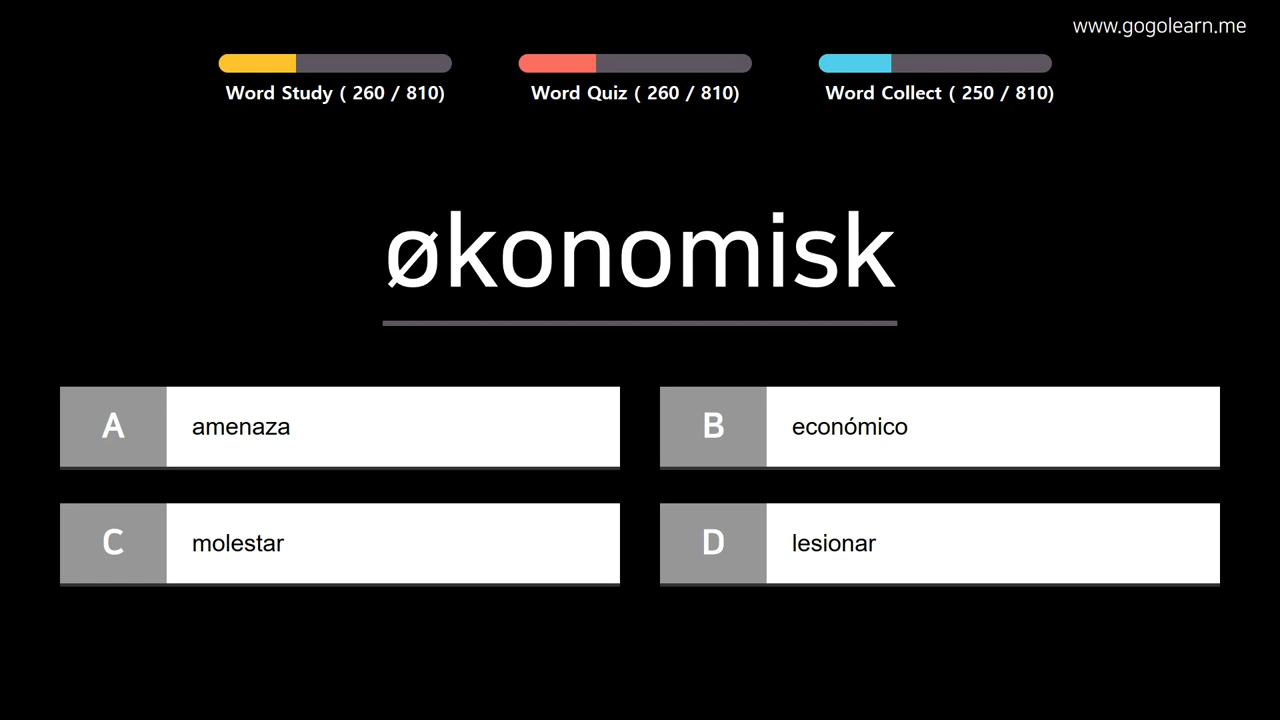 www.gogolearn.me
Word Study ( 260 / 810)
Word Quiz ( 260 / 810)
Word Collect ( 250 / 810)
økonomisk
A amenaza
B económico
C molestar
D lesionar